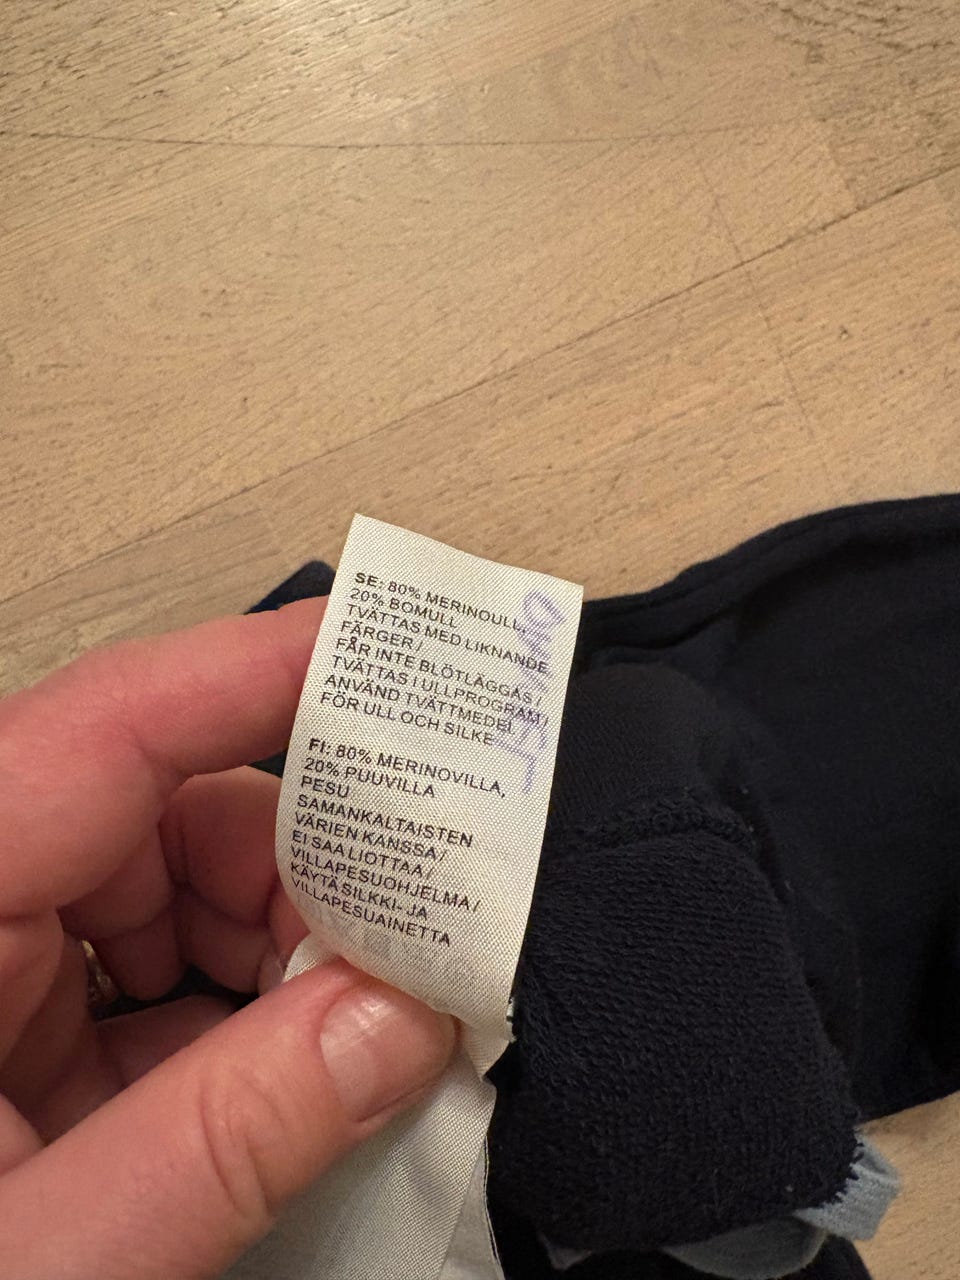 SE: 80% MERINOULL,
20% BOMULL
TVÄTTAS MED LIKNANDE
FÄRGER /
FÅR INTE BLÖTLÄGGAS /
TVÄTTAS I ULLPROGRAM/
ANVÄND TVÄTTMEDEL
FÖR ULL OCH SILKE
FI: 80% MERINOVILLA,
20% PUUVILLA
PESU
SAMANKALTAISTEN
VÄRIEN KANSSA/
EI SAA LIOTTAA/
VILLAPESUOHJELMA/
KÄYTÄ SILKKI- JA
VILLAPESUAINETTA